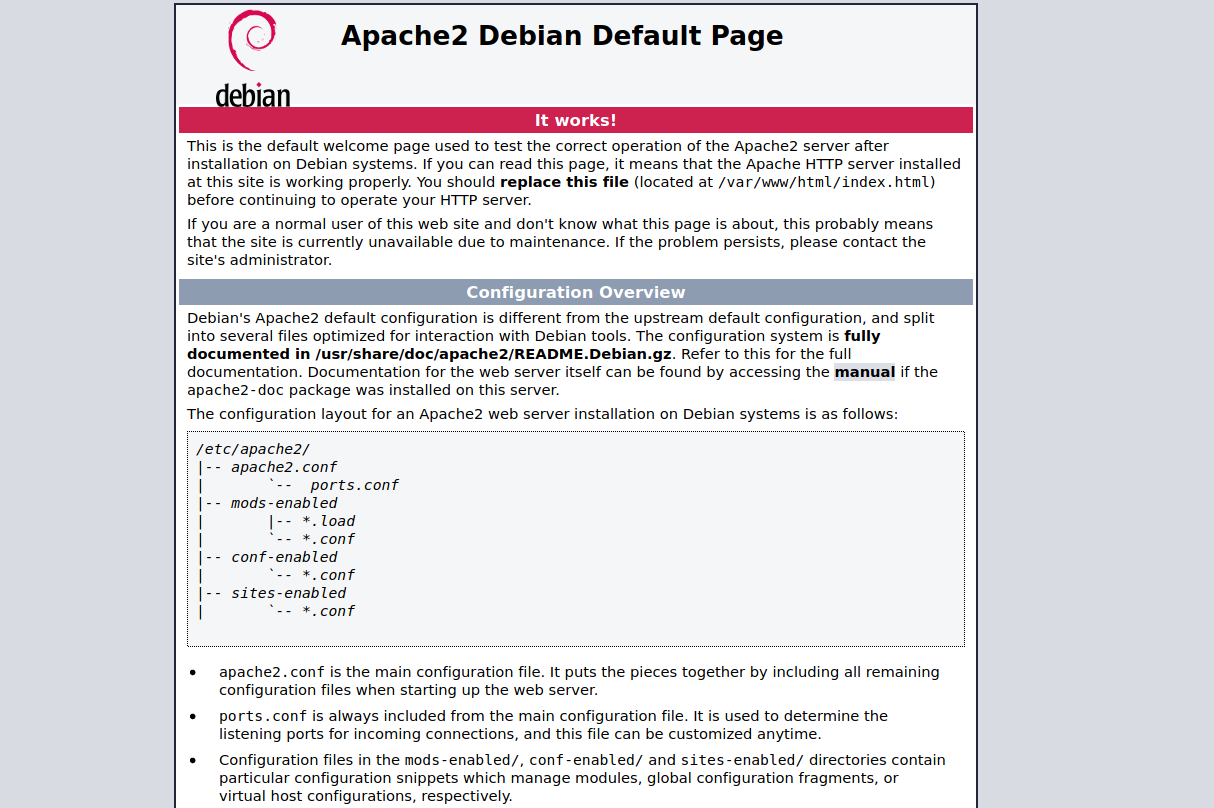 debian
Apache2 Debian Default Page
It works!
This is the default welcome page used to test the correct operation of the Apache2 server after
installation on Debian systems. If you can read this page, it means that the Apache HTTP server installed
at this site is working properly. You should replace this file (located at /var/www/html/index.html)
before continuing to operate your HTTP server.
If you are a normal user of this web site and don't know what this page is about, this probably means
that the site is currently unavailable due to maintenance. If the problem persists, please contact the
site's administrator.
Configuration Overview
Debian's Apache2 default configuration is different from the upstream default configuration, and split
into several files optimized for interaction with Debian tools. The configuration system is fully
documented in /usr/share/doc/apache2/README.Debian.gz. Refer to this for the full
documentation. Documentation for the web server itself can be found by accessing the manual if the
apache2-doc package was installed on this server.
The configuration layout for an Apache2 web server installation on Debian systems is as follows:
/etc/apache2/
|-- apache2.conf
|       `--  ports.conf
|-- mods-enabled
|       |-- *.load
|       `-- *.conf
|-- conf-enabled
|       `-- *.conf
|-- sites-enabled
|       `-- *.conf
• apache2.conf is the main configuration file. It puts the pieces together by including all remaining
configuration files when starting up the web server.
• ports.conf is always included from the main configuration file. It is used to determine the
listening ports for incoming connections, and this file can be customized anytime.
• Configuration files in the mods-enabled/, conf-enabled/ and sites-enabled/ directories contain
particular configuration snippets which manage modules, global configuration fragments, or
virtual host configurations, respectively.